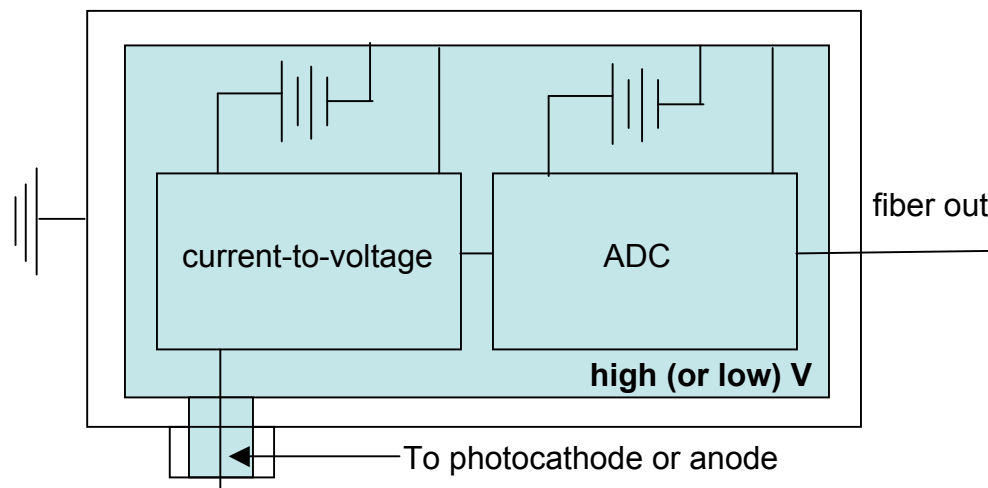 fiber out
current-to-voltage
ADC
high (or low) V
To photocathode or anode